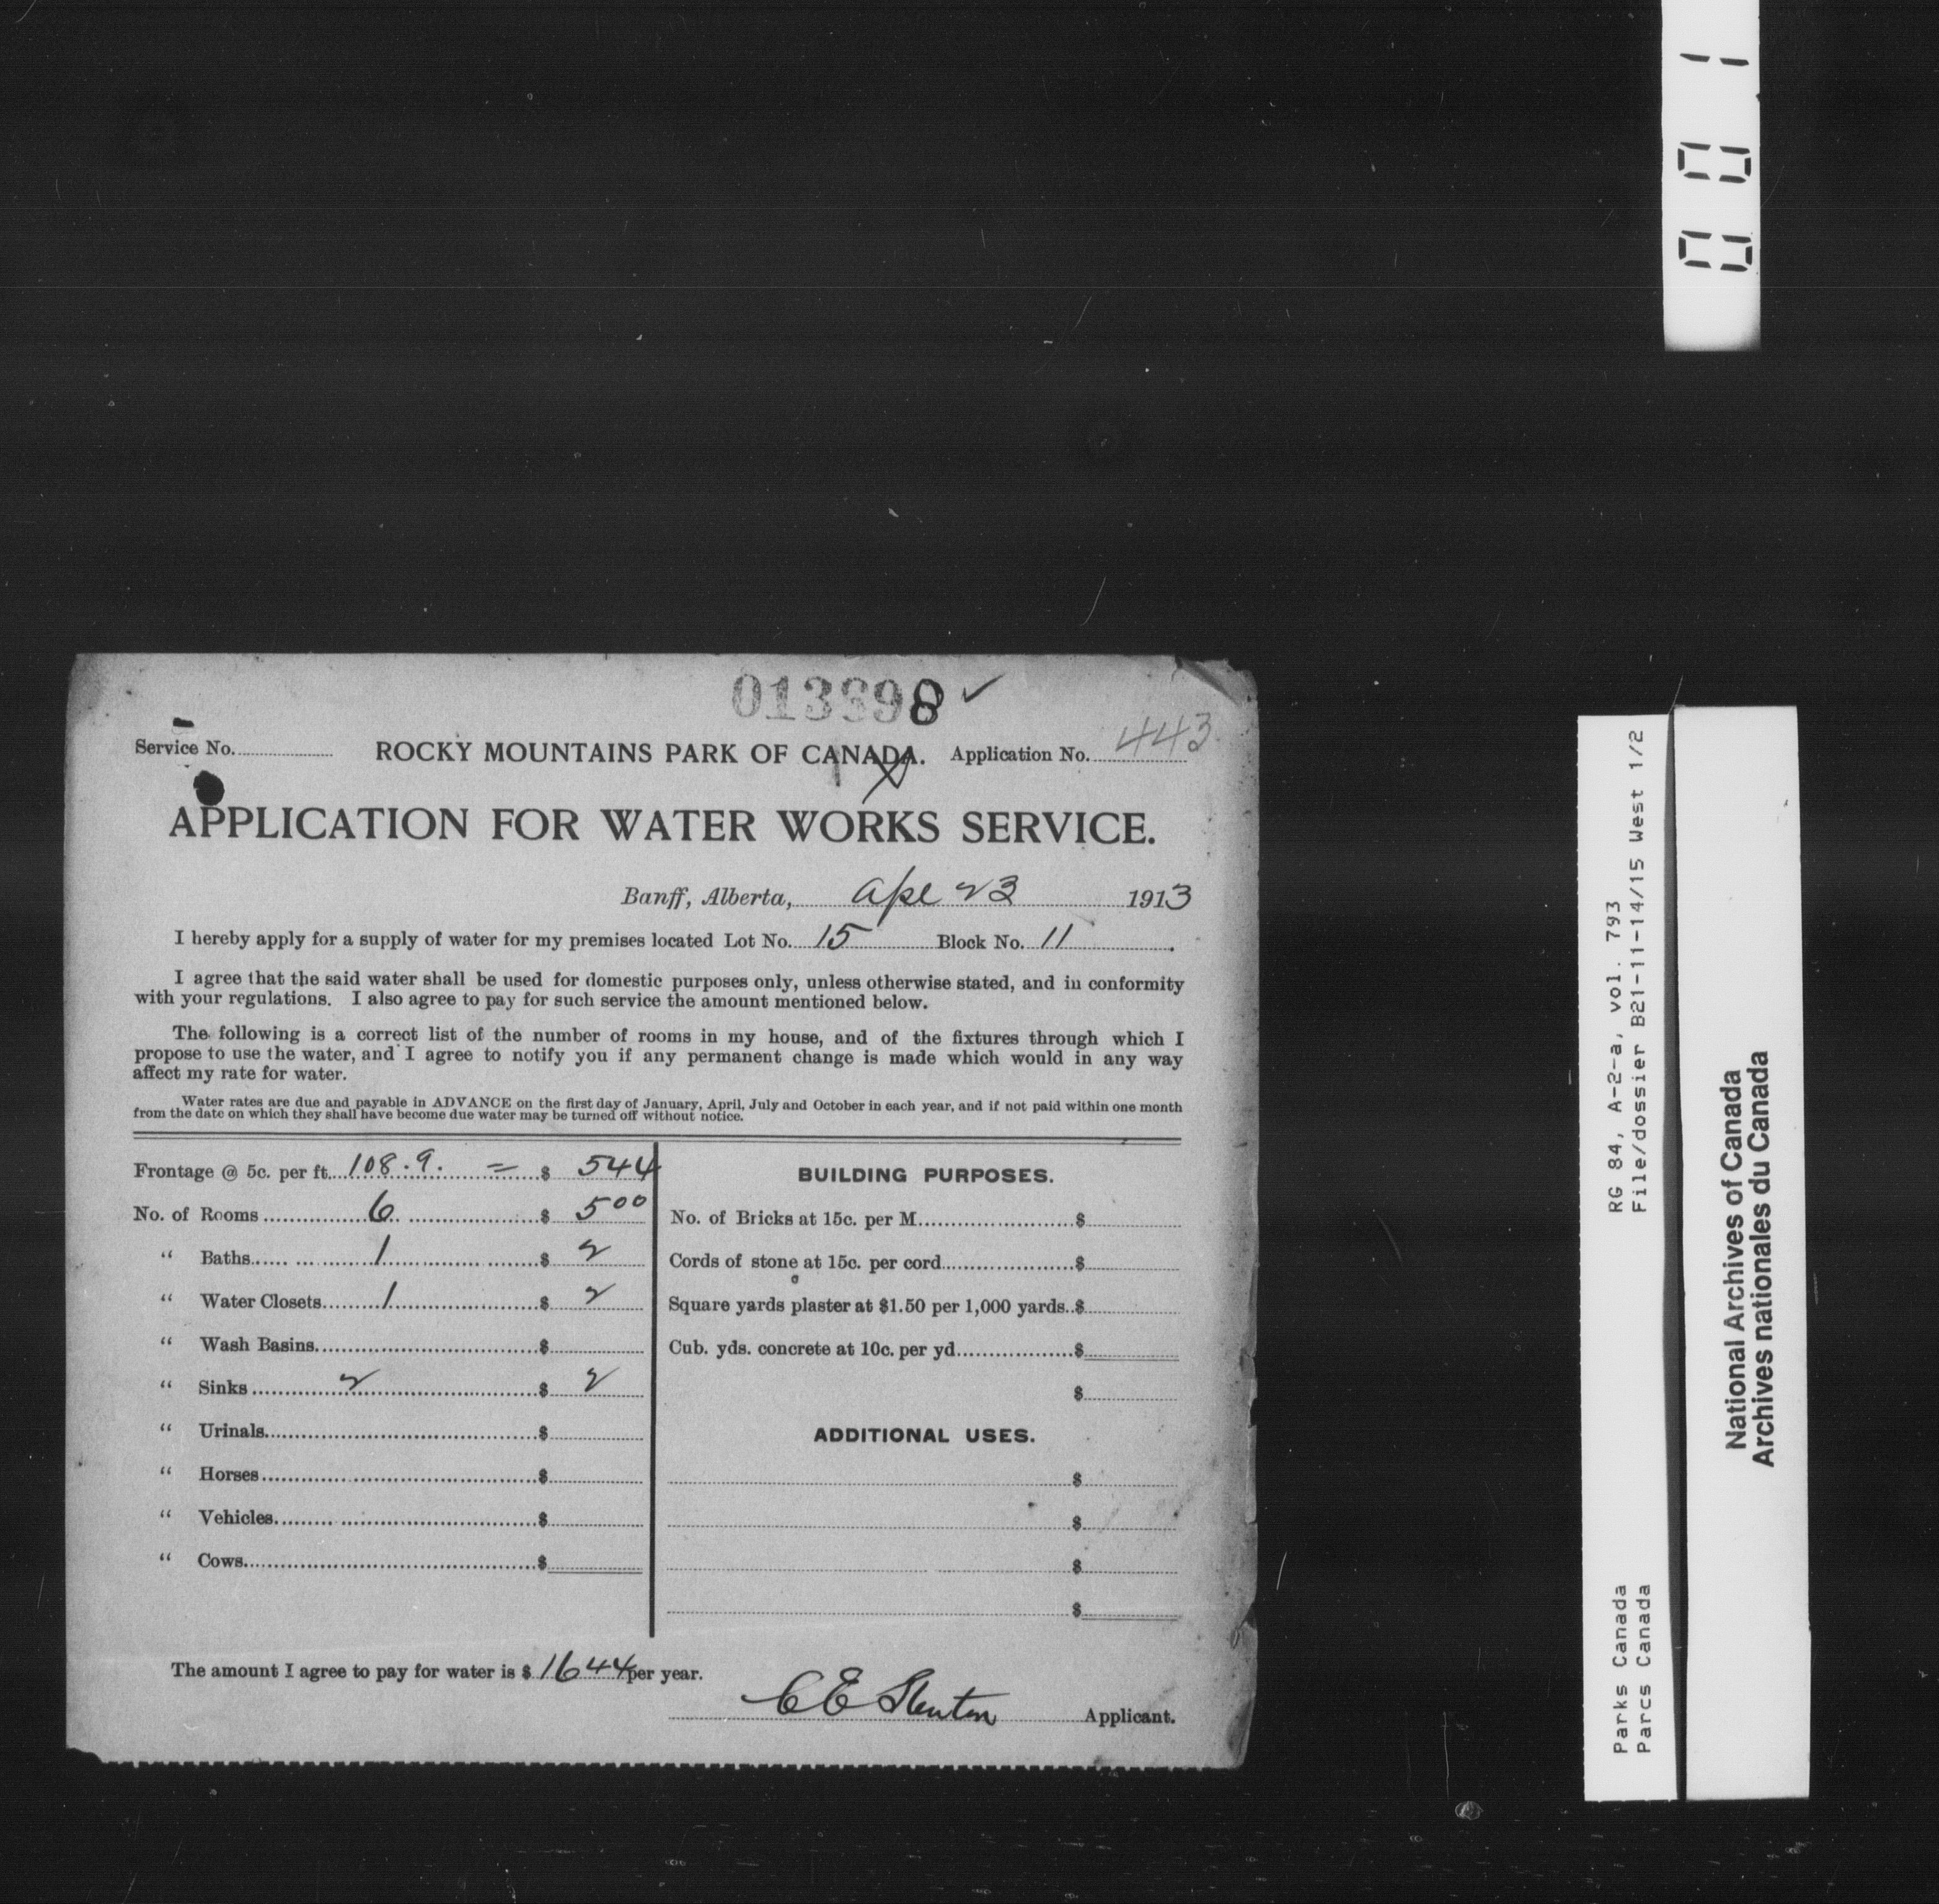 001
013398 ✓
Service No.
ROCKY MOUNTAINS PARK OF CANADA.
Application No. 443
APPLICATION FOR WATER WORKS SERVICE.
Banff, Alberta, Apl 23 1913
I hereby apply for a supply of water for my premises located Lot No. 15 Block No. 11.
I agree that the said water shall be used for domestic purposes only, unless otherwise stated, and in conformity
with your regulations. I also agree to pay for such service the amount mentioned below.
The following is a correct list of the number of rooms in my house, and of the fixtures through which I
propose to use the water, and I agree to notify you if any permanent change is made which would in any way
affect my rate for water.
Water rates are due and payable in ADVANCE on the first day of January, April, July and October in each year, and if not paid within one month
from the date on which they shall have become due water may be turned off without notice.
Frontage @ 5c. per ft. 108.9. = $ 544
No. of Rooms 6 $ 500
" Baths 1 $ 2
" Water Closets 1 $ 2
" Wash Basins $
" Sinks 2 $ 2
" Urinals $
" Horses $
" Vehicles $
" Cows $
BUILDING PURPOSES.
No. of Bricks at 15c. per M. $
Cords of stone at 15c. per cord $
Square yards plaster at $1.50 per 1,000 yards $
Cub. yds. concrete at 10c. per yd. $
$
ADDITIONAL USES.
$
$
$
$
The amount I agree to pay for water is $ 1644 per year.
C E Stenton Applicant.
RG 84, A-2-a, vol. 793
File/dossier B21-111-14/15 West 1/2
Parks Canada
Parcs Canada
National Archives of Canada
Archives nationales du Canada